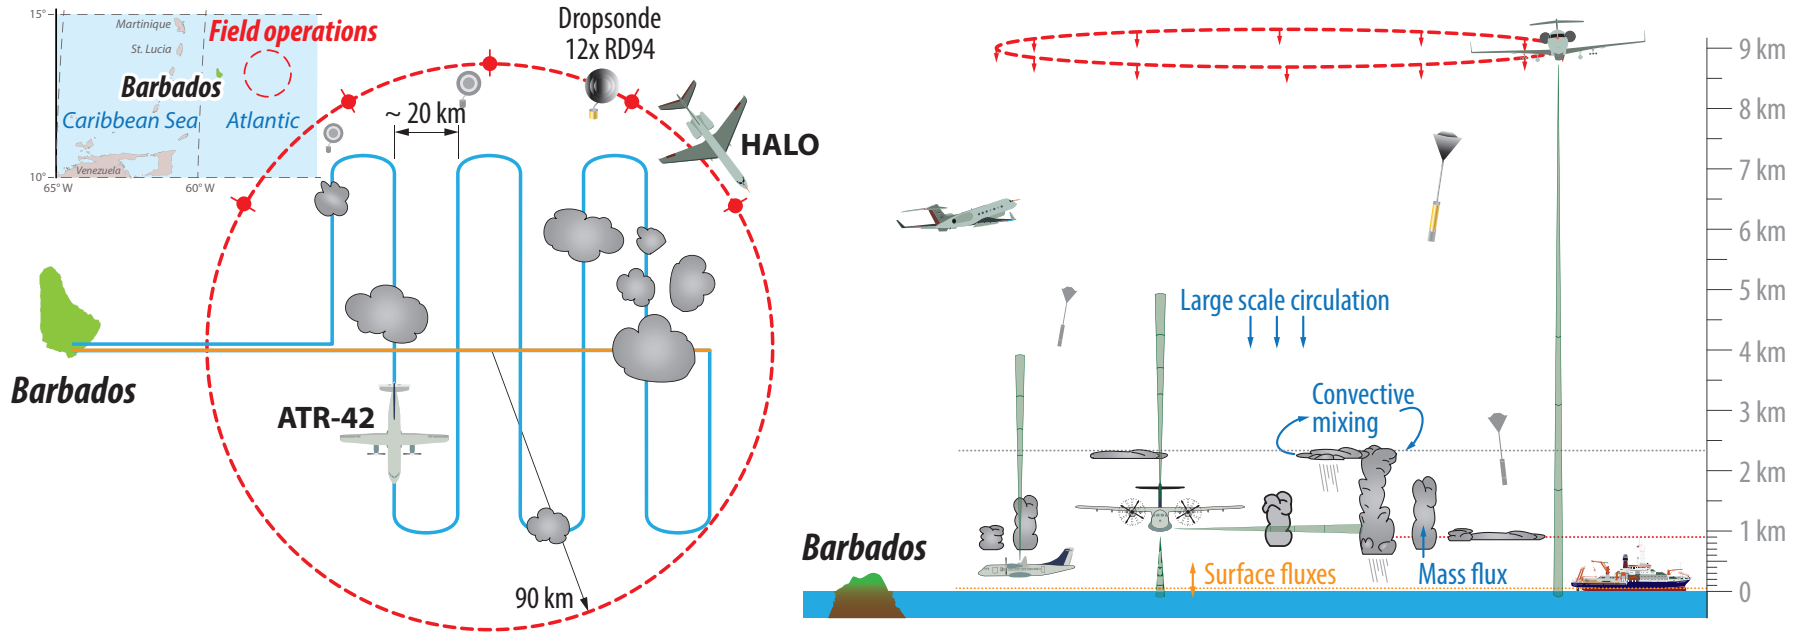 15°
Martinique
St. Lucia
Field operations
Barbados
Caribbean Sea
Atlantic
Venezuela
10°
65°W
60°W
Dropsonde
12x RD94
~ 20 km
HALO
Barbados
ATR-42
90 km
9 km
8 km
7 km
6 km
5 km
4 km
3 km
2 km
1 km
0
Large scale circulation
Convective
mixing
Barbados
Surface fluxes
Mass flux